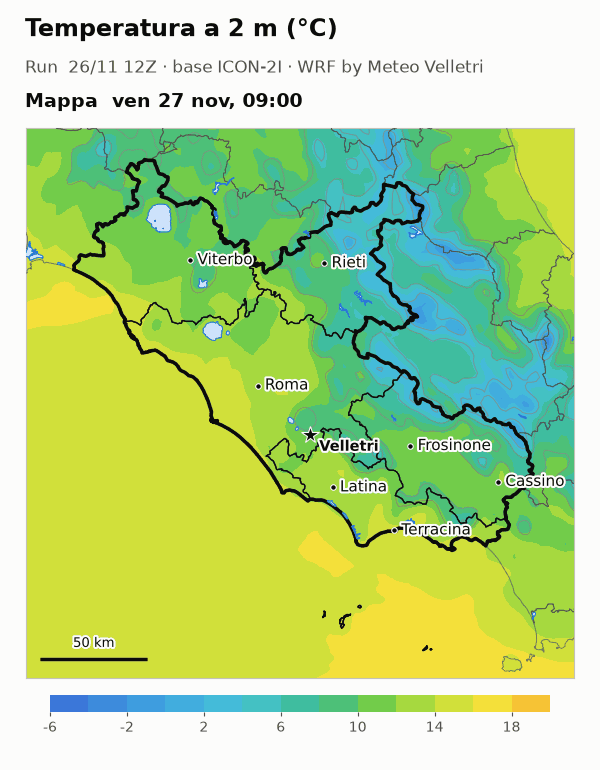 Temperatura a 2 m (°C)
Run  26/11 12Z · base ICON-2I · WRF by Meteo Velletri
Mappa  ven 27 nov, 09:00
Viterbo
Rieti
Roma
Velletri
Frosinone
Cassino
Latina
Terracina
50 km
-6 -2 2 6 10 14 18